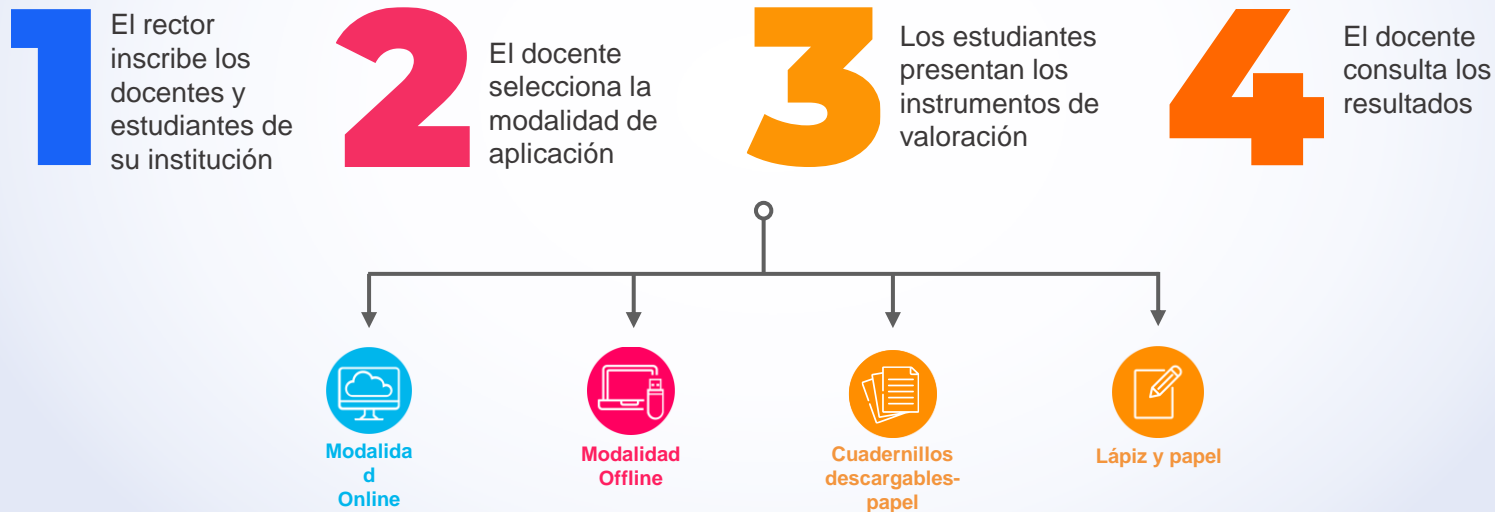 1
El rector
inscribe los
docentes y
estudiantes de
su institución
2
El docente
selecciona la
modalidad de
aplicación
3
Los estudiantes
presentan los
instrumentos de
valoración
4
El docente
consulta los
resultados
Modalida
d
Online
Modalidad
Offline
Cuadernillos
descargables-
papel
Lápiz y papel